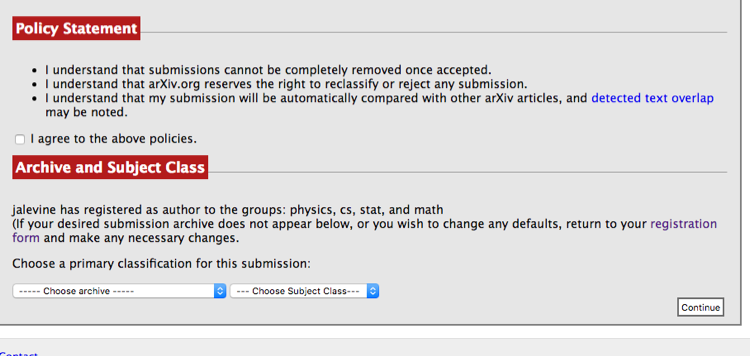 Policy Statement
• I understand that submissions cannot be completely removed once accepted.
• I understand that arXiv.org reserves the right to reclassify or reject any submission.
• I understand that my submission will be automatically compared with other arXiv articles, and detected text overlap
may be noted.
I agree to the above policies.
Archive and Subject Class
jalevine has registered as author to the groups: physics, cs, stat, and math
(If your desired submission archive does not appear below, or you wish to change any defaults, return to your registration
form and make any necessary changes.
Choose a primary classification for this submission:
----- Choose archive ----- --- Choose Subject Class---
Continue
Contact